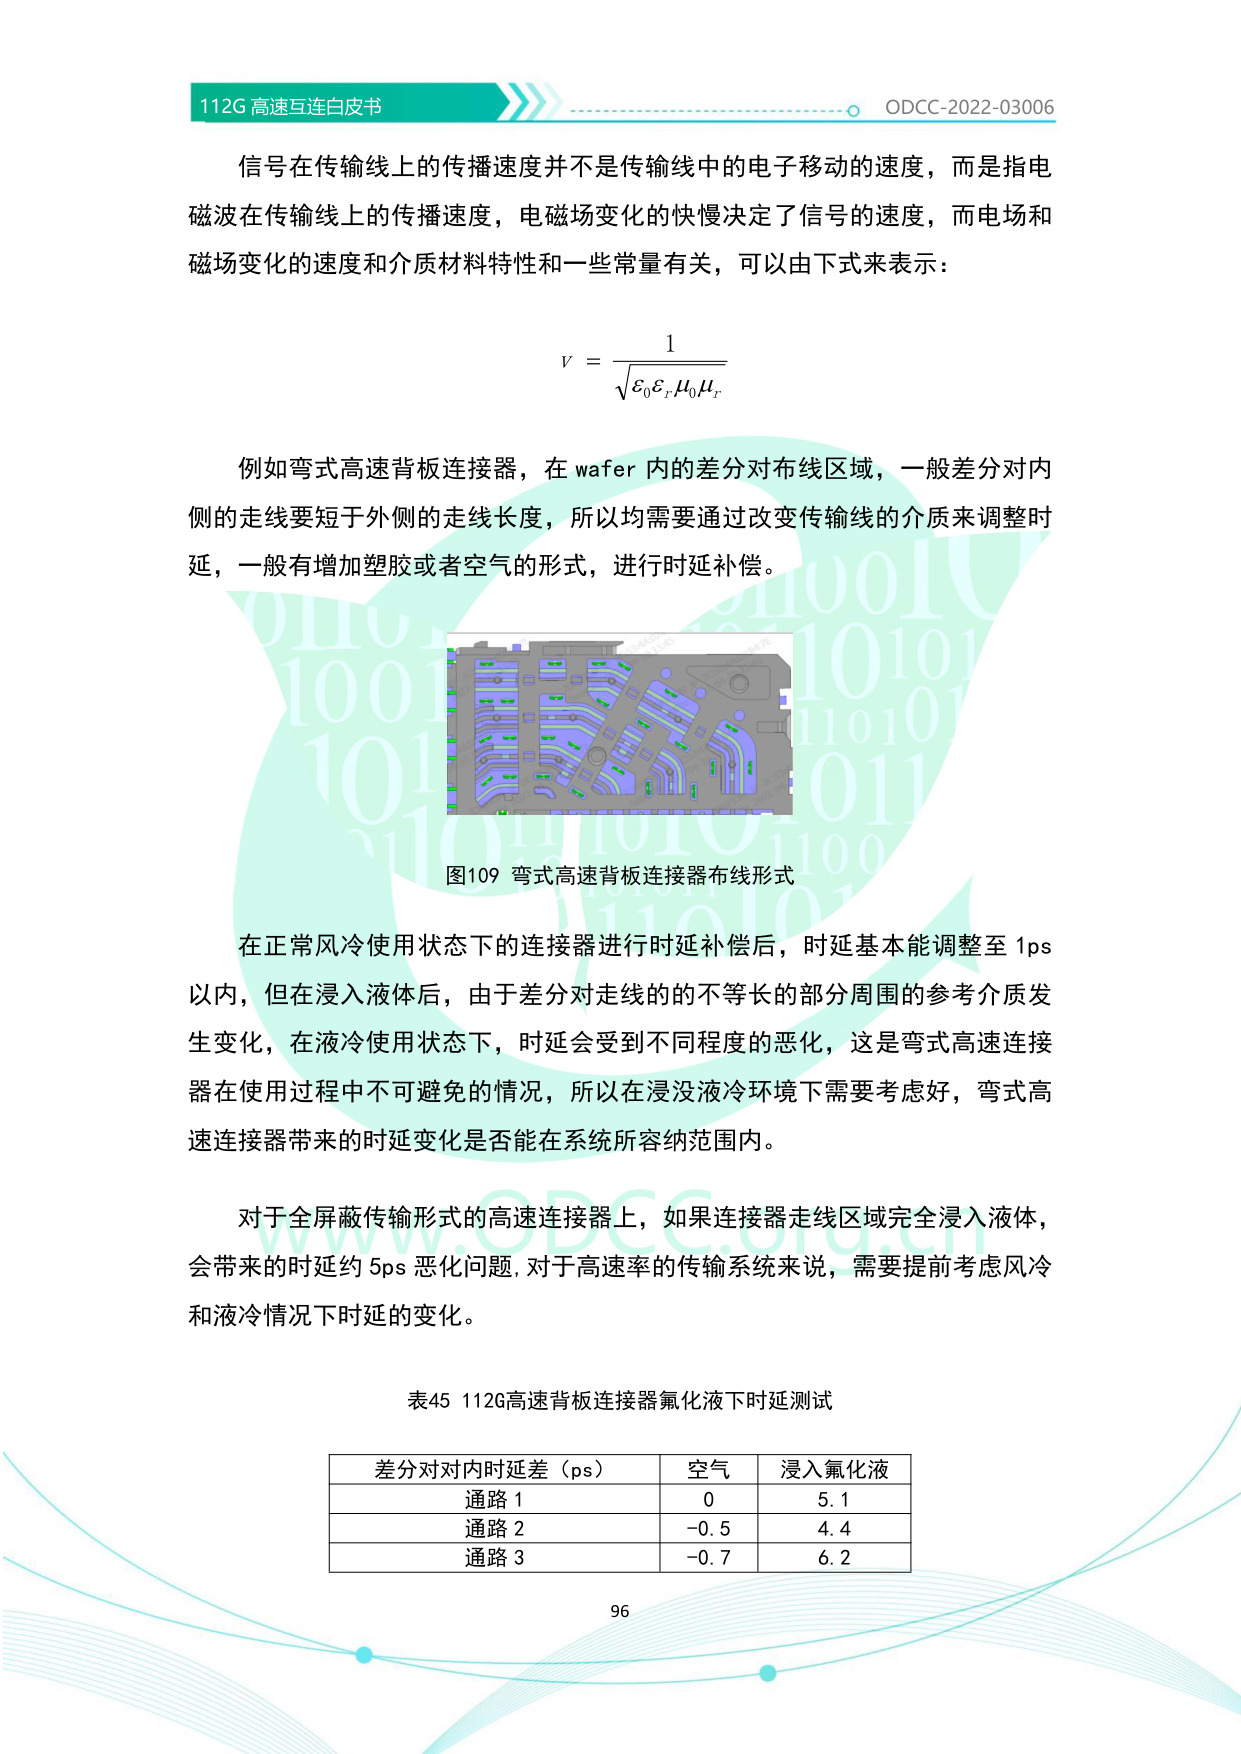 112G 高速互连白皮书
ODCC-2022-03006
信号在传输线上的传播速度并不是传输线中的电子移动的速度，而是指电
磁波在传输线上的传播速度，电磁场变化的快慢决定了信号的速度，而电场和
磁场变化的速度和介质材料特性和一些常量有关，可以由下式来表示：
v = 1/√(ε₀εᵣμ₀μᵣ)
例如弯式高速背板连接器，在 wafer 内的差分对布线区域，一般差分对内
侧的走线要短于外侧的走线长度，所以均需要通过改变传输线的介质来调整时
延，一般有增加塑胶或者空气的形式，进行时延补偿。
图109 弯式高速背板连接器布线形式
在正常风冷使用状态下的连接器进行时延补偿后，时延基本能调整至 1ps
以内，但在浸入液体后，由于差分对走线的的不等长的部分周围的参考介质发
生变化，在液冷使用状态下，时延会受到不同程度的恶化，这是弯式高速连接
器在使用过程中不可避免的情况，所以在浸没液冷环境下需要考虑好，弯式高
速连接器带来的时延变化是否能在系统所容纳范围内。
www.ODCC.org.cn
对于全屏蔽传输形式的高速连接器上，如果连接器走线区域完全浸入液体，
会带来的时延约 5ps 恶化问题,对于高速率的传输系统来说，需要提前考虑风冷
和液冷情况下时延的变化。
表45 112G高速背板连接器氟化液下时延测试
差分对对内时延差（ps） 空气 浸入氟化液
通路 1 0 5.1
通路 2 -0.5 4.4
通路 3 -0.7 6.2
96